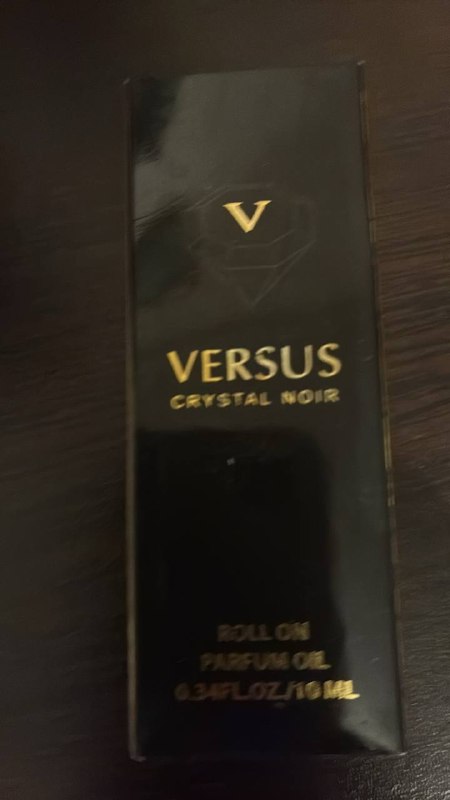 V
VERSUS
CRYSTAL NOIR
ROLL ON
PARFUM OIL
0.34FL.OZ./10 ML